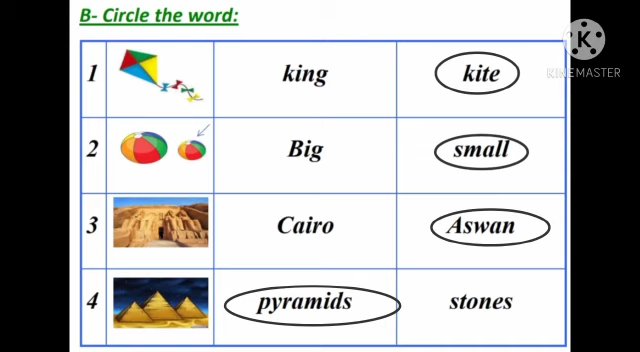 B- Circle the word:
K
KINEMASTER
1 king kite
2 Big small
3 Cairo Aswan
4 pyramids stones